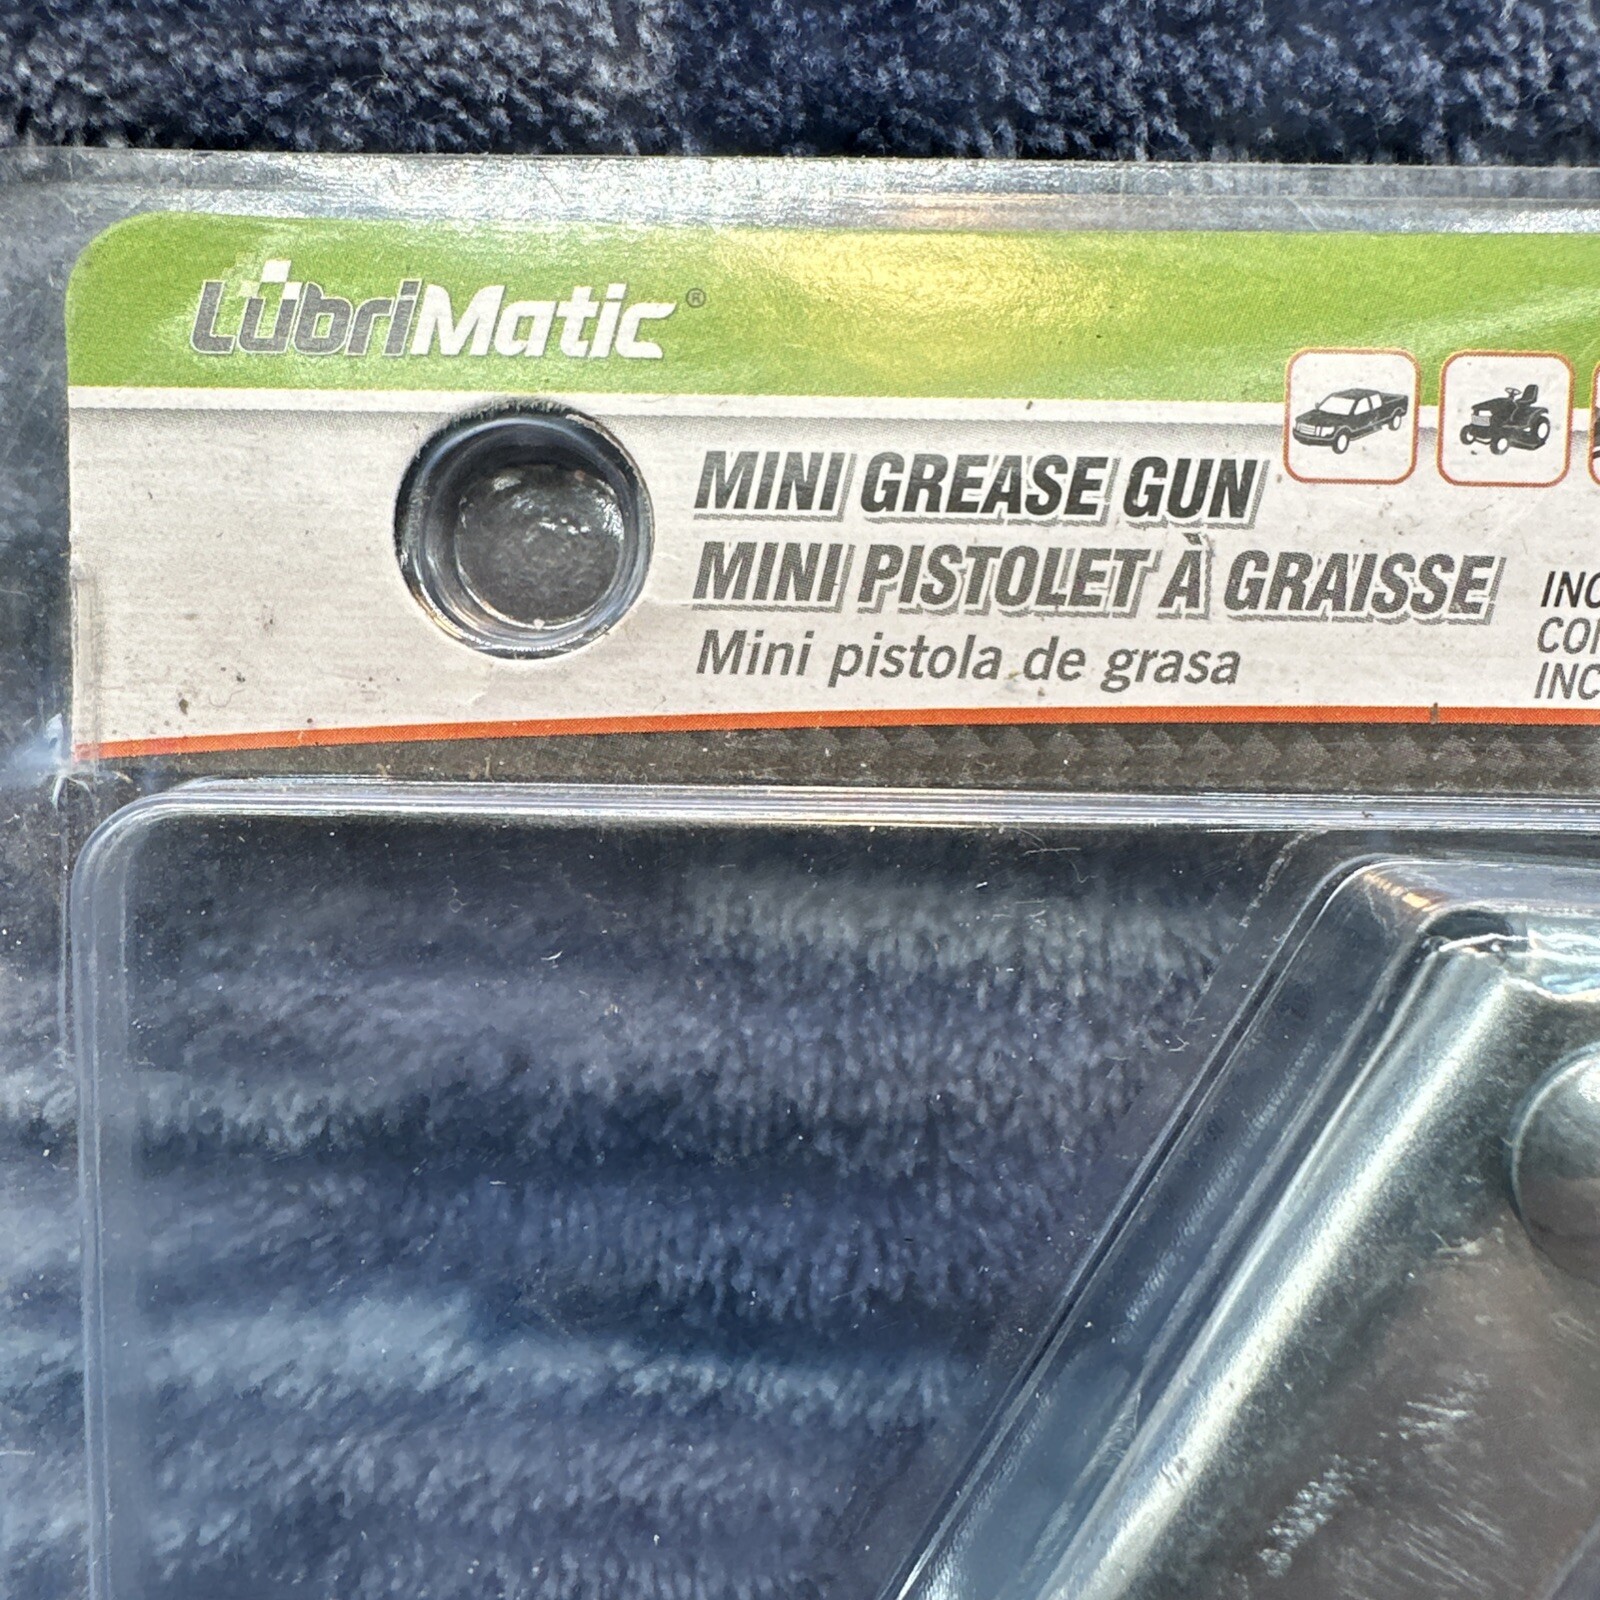 LubriMatic®
MINI GREASE GUN
MINI PISTOLET À GRAISSE
Mini pistola de grasa